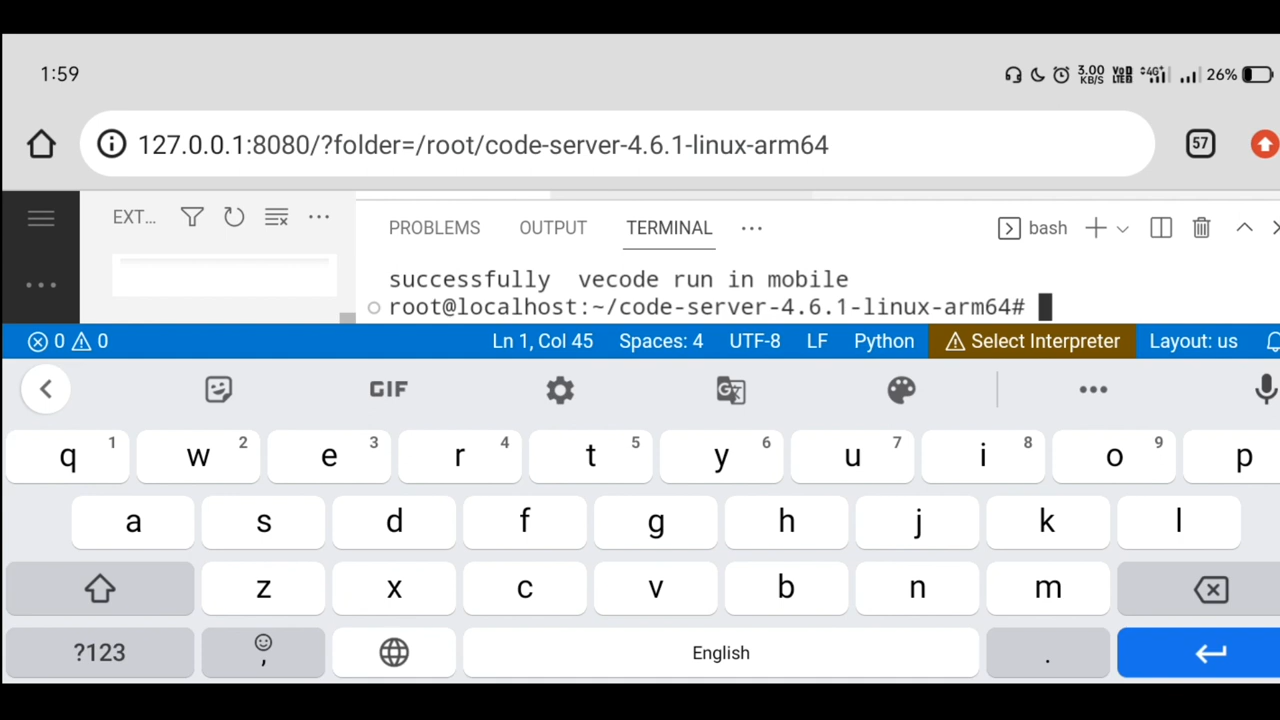 1:59
3.00 KB/S VoD LTE 4G+ 26%
127.0.0.1:8080/?folder=/root/code-server-4.6.1-linux-arm64
57
EXT...
PROBLEMS OUTPUT TERMINAL
bash
successfully  vecode run in mobile
root@localhost:~/code-server-4.6.1-linux-arm64#
0 0 Ln 1, Col 45 Spaces: 4 UTF-8 LF Python Select Interpreter Layout: us
GIF
q 1 w 2 e 3 r 4 t 5 y 6 u 7 i 8 o 9 p
a s d f g h j k l
z x c v b n m
?123 , English .